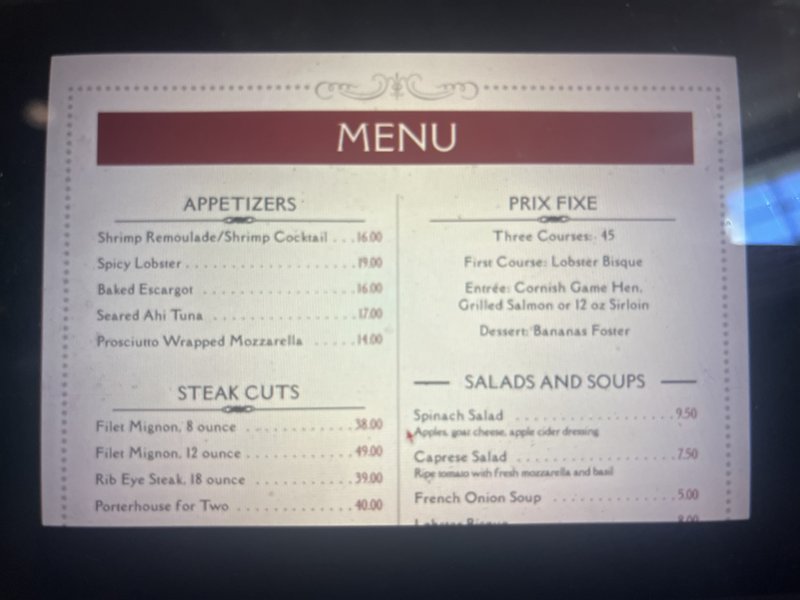 MENU
APPETIZERS
Shrimp Remoulade/Shrimp Cocktail . . . 16.00
Spicy Lobster . . . . . . . . . . . . . . . . . . . . 19.00
Baked Escargot . . . . . . . . . . . . . . . . . . 16.00
Seared Ahi Tuna . . . . . . . . . . . . . . . . . 17.00
Prosciutto Wrapped Mozzarella . . . . . 14.00
STEAK CUTS
Filet Mignon, 8 ounce . . . . . . . . . . . . . 38.00
Filet Mignon, 12 ounce . . . . . . . . . . . . . 49.00
Rib Eye Steak, 18 ounce . . . . . . . . . . . . 39.00
Porterhouse for Two . . . . . . . . . . . . . . 40.00
PRIX FIXE
Three Courses: 45
First Course: Lobster Bisque
Entrée: Cornish Game Hen,
Grilled Salmon or 12 oz Sirloin
Dessert: Bananas Foster
SALADS AND SOUPS
Spinach Salad . . . . . . . . . . . . . . . . . . . 9.50
Apples, goat cheese, apple cider dressing
Caprese Salad . . . . . . . . . . . . . . . . . . . 7.50
Ripe tomato with fresh mozzarella and basil
French Onion Soup . . . . . . . . . . . . . . . 5.00
Lobster Bisque 8.00